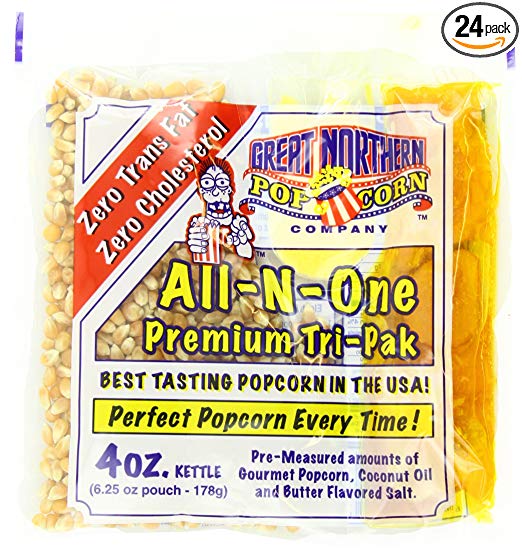 24 pack
Zero Trans Fat
Zero Cholesterol
GREAT NORTHERN
POPCORN
COMPANY
TM
TM
All-N-One
Premium Tri-Pak
BEST TASTING POPCORN IN THE USA!
Perfect Popcorn Every Time!
4oz. KETTLE
(6.25 oz pouch - 178g)
Pre-Measured amounts of
Gourmet Popcorn, Coconut Oil
and Butter Flavored Salt.